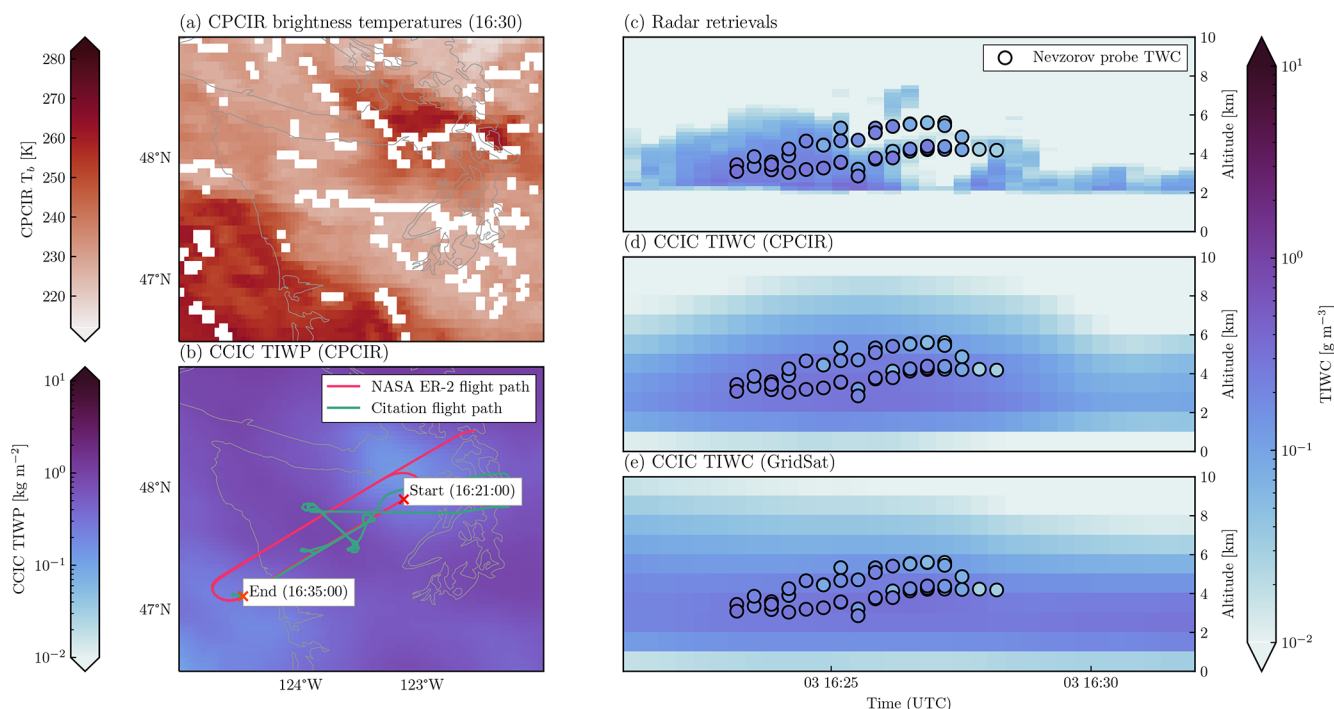 (a) CPCIR brightness temperatures (16:30)
280
270
260
250
240
230
220
CPCIR T_b [K]
48°N
47°N
(b) CCIC TIWP (CPCIR)
NASA ER-2 flight path
Citation flight path
Start (16:21:00)
End (16:35:00)
10^1
10^0
10^−1
10^−2
CCIC TIWP [kg m^−2]
48°N
47°N
124°W
123°W
(c) Radar retrievals
Nevzorov probe TWC
10
8
6
4
2
0
Altitude [km]
(d) CCIC TIWC (CPCIR)
10
8
6
4
2
0
Altitude [km]
(e) CCIC TIWC (GridSat)
10
8
6
4
2
0
Altitude [km]
03 16:25
03 16:30
Time (UTC)
10^1
10^0
10^−1
10^−2
TIWC [g m^−3]